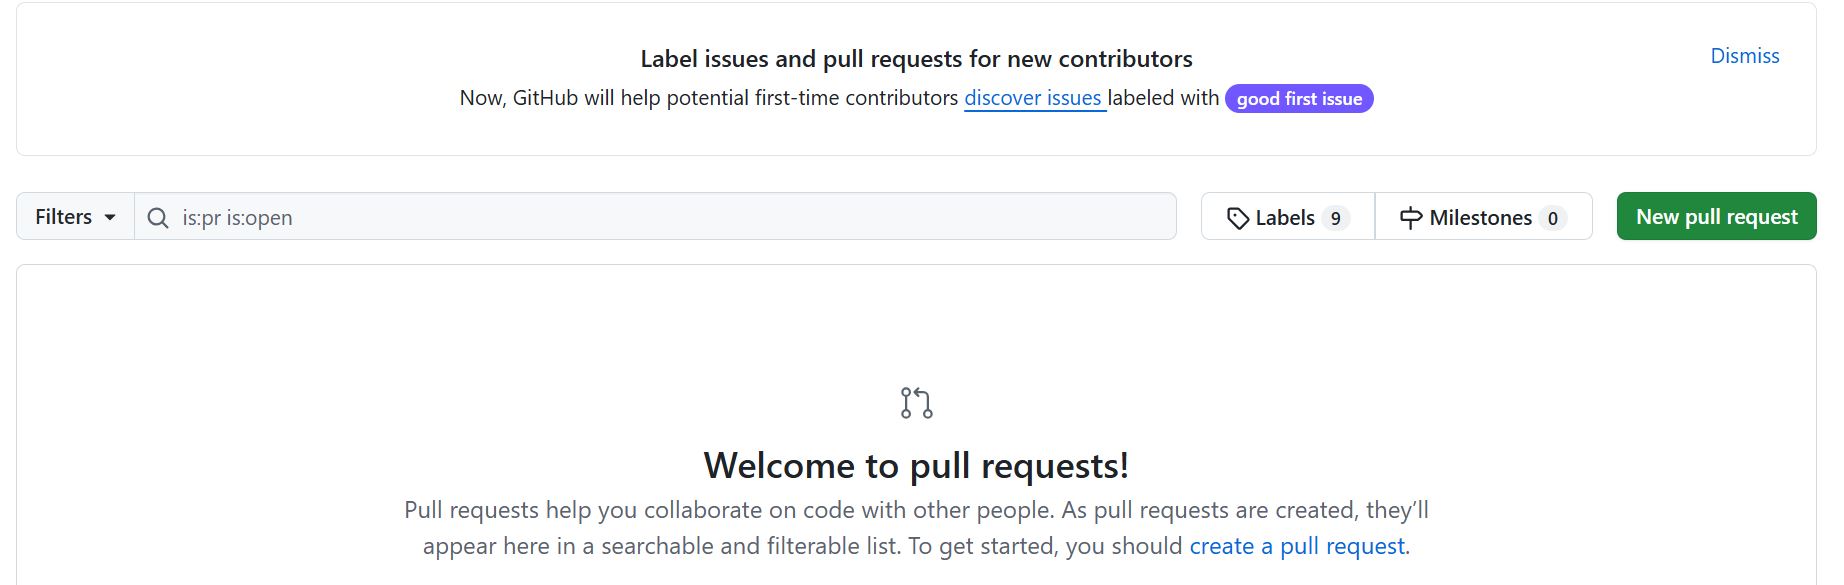 Label issues and pull requests for new contributors
Dismiss
Now, GitHub will help potential first-time contributors discover issues labeled with good first issue
Filters is:pr is:open Labels 9 Milestones 0 New pull request
Welcome to pull requests!
Pull requests help you collaborate on code with other people. As pull requests are created, they’ll
appear here in a searchable and filterable list. To get started, you should create a pull request.